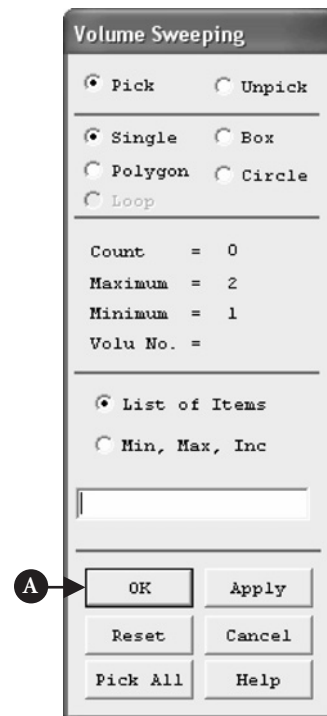 Volume Sweeping
Pick Unpick
Single Box
Polygon Circle
Loop
Count = 0
Maximum = 2
Minimum = 1
Volu No. =
List of Items
Min, Max, Inc
A OK Apply
Reset Cancel
Pick All Help